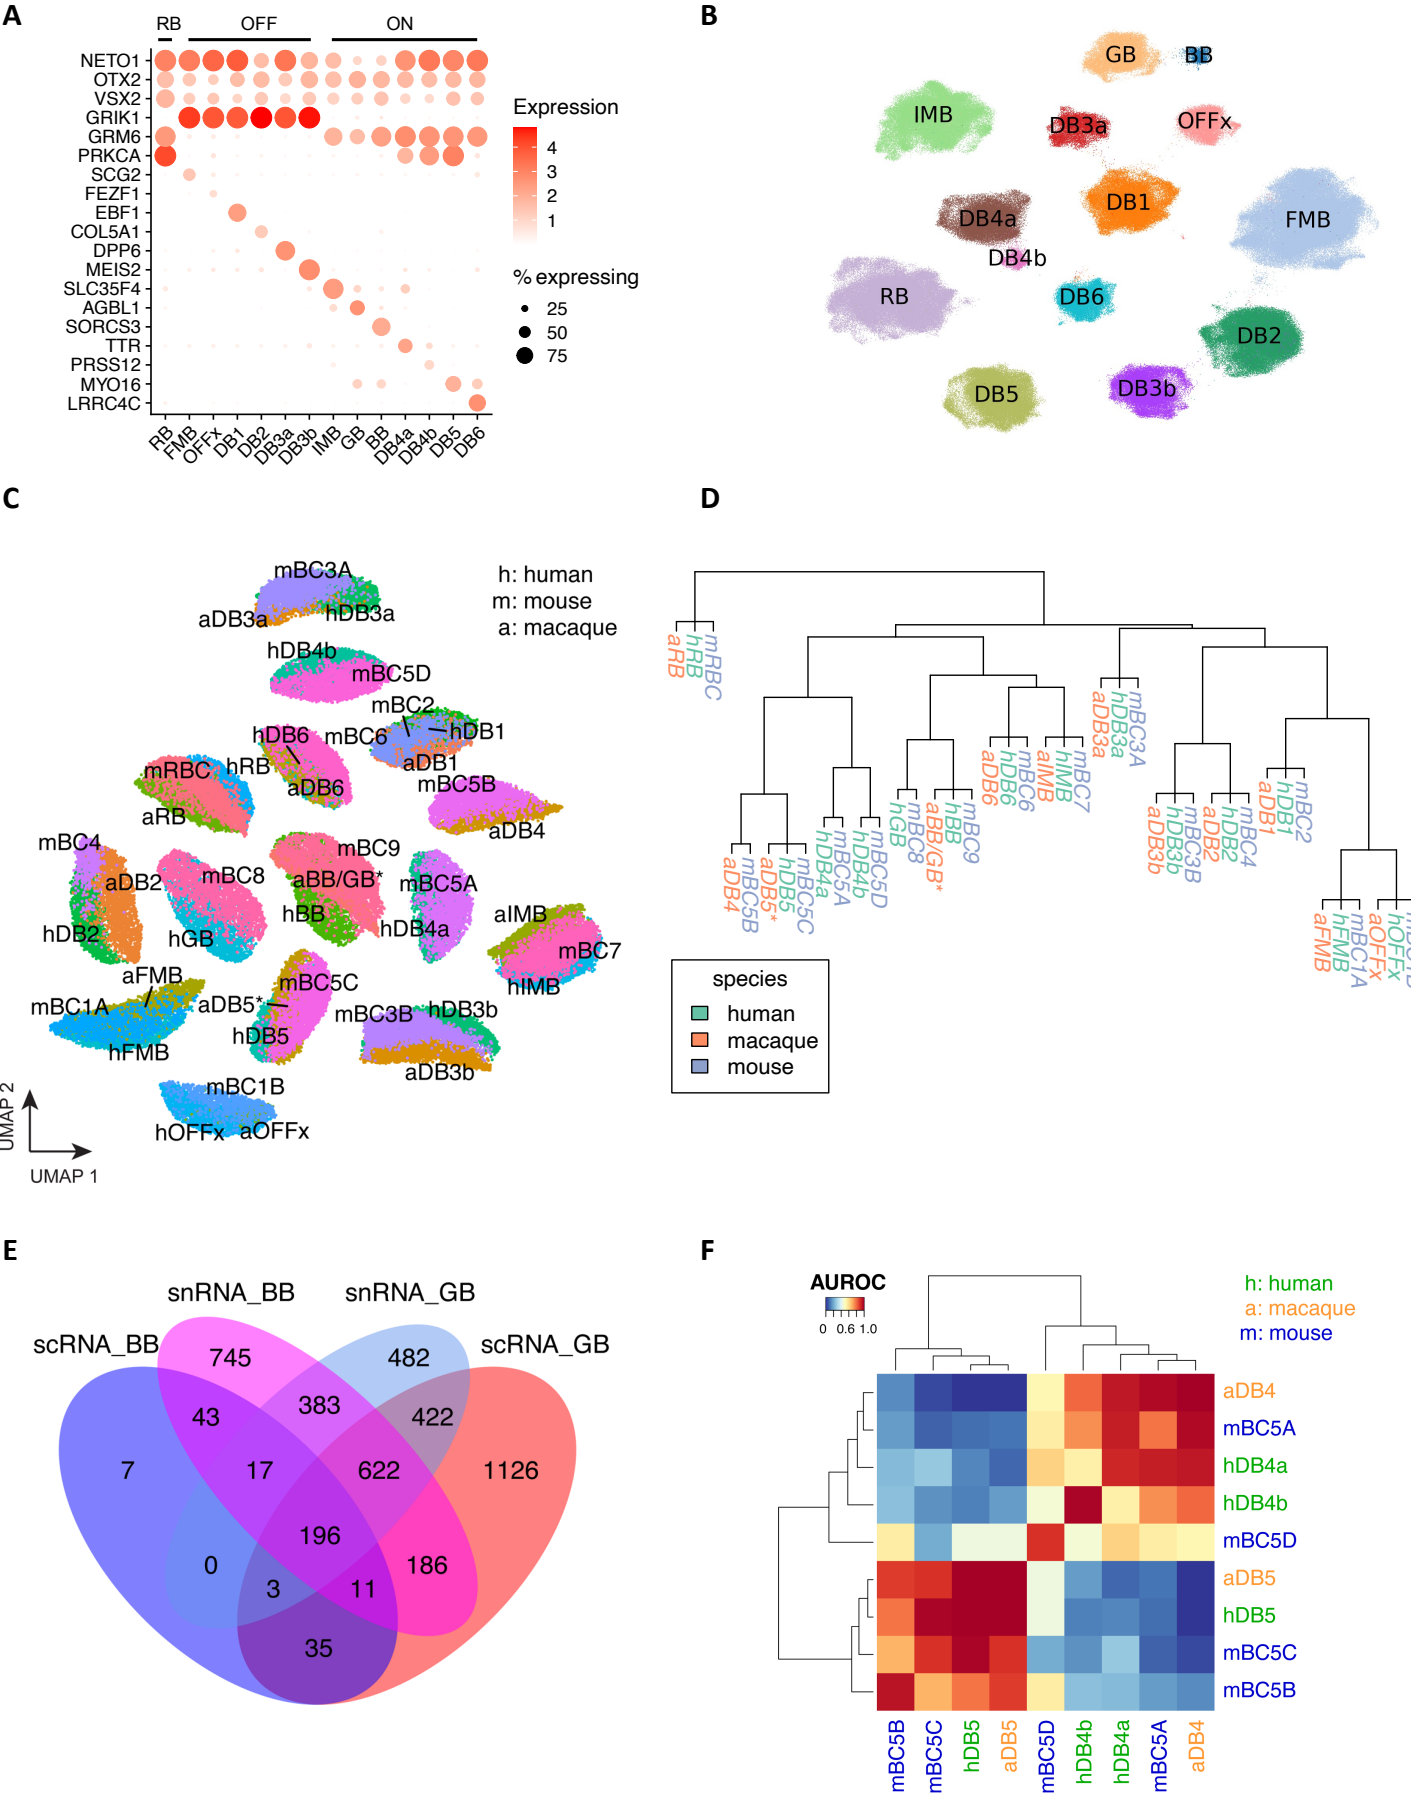 A
RB OFF ON
NETO1
OTX2
VSX2
GRIK1
GRM6
PRKCA
SCG2
FEZF1
EBF1
COL5A1
DPP6
MEIS2
SLC35F4
AGBL1
SORCS3
TTR
PRSS12
MYO16
LRRC4C
RB FMB OFFx DB1 DB2 DB3a DB3b IMB GB BB DB4a DB4b DB5 DB6
Expression
4
3
2
1
% expressing
25
50
75
B
GB BB
IMB
DB3a
OFFx
DB4a
DB1
FMB
DB4b
RB
DB6
DB2
DB5
DB3b
C
h: human
m: mouse
a: macaque
mBC3A
aDB3a
hDB3a
hDB4b
mBC5D
mBC2
mBC6
hDB1
hDB6
aDB1
mRBC
hRB
aDB6
mBC5B
aRB
aDB4
mBC4
mBC9
aDB2
mBC8
aBB/GB*
mBC5A
hBB
hDB2
hGB
hDB4a
aIMB
mBC7
hIMB
aFMB
mBC5C
mBC1A
aDB5*
mBC3B
hDB3b
hDB5
hFMB
aDB3b
mBC1B
hOFFx
aOFFx
UMAP 2
UMAP 1
D
aRB hRB mRBC
aDB4 mBC5B aDB5* hDB5 mBC5C hDB4a mBC5A hDB4b mBC5D hGB mBC8 aBB/GB* hBB mBC9 aDB6 hDB6 mBC6 aIMB hIMB mBC7 aDB3a hDB3a mBC3A aDB3b hDB3b mBC3B aDB2 hDB2 mBC4 aDB1 hDB1 mBC2 aFMB hFMB mBC1A aOFFx hOFFx
species
human
macaque
mouse
E
snRNA_BB snRNA_GB
scRNA_BB scRNA_GB
745 482
383
43 422
7 17 622 1126
196
0 186
3 11
35
F
AUROC
0 0.6 1.0
h: human
a: macaque
m: mouse
aDB4
mBC5A
hDB4a
hDB4b
mBC5D
aDB5
hDB5
mBC5C
mBC5B
mBC5B mBC5C hDB5 aDB5 mBC5D hDB4b hDB4a mBC5A aDB4